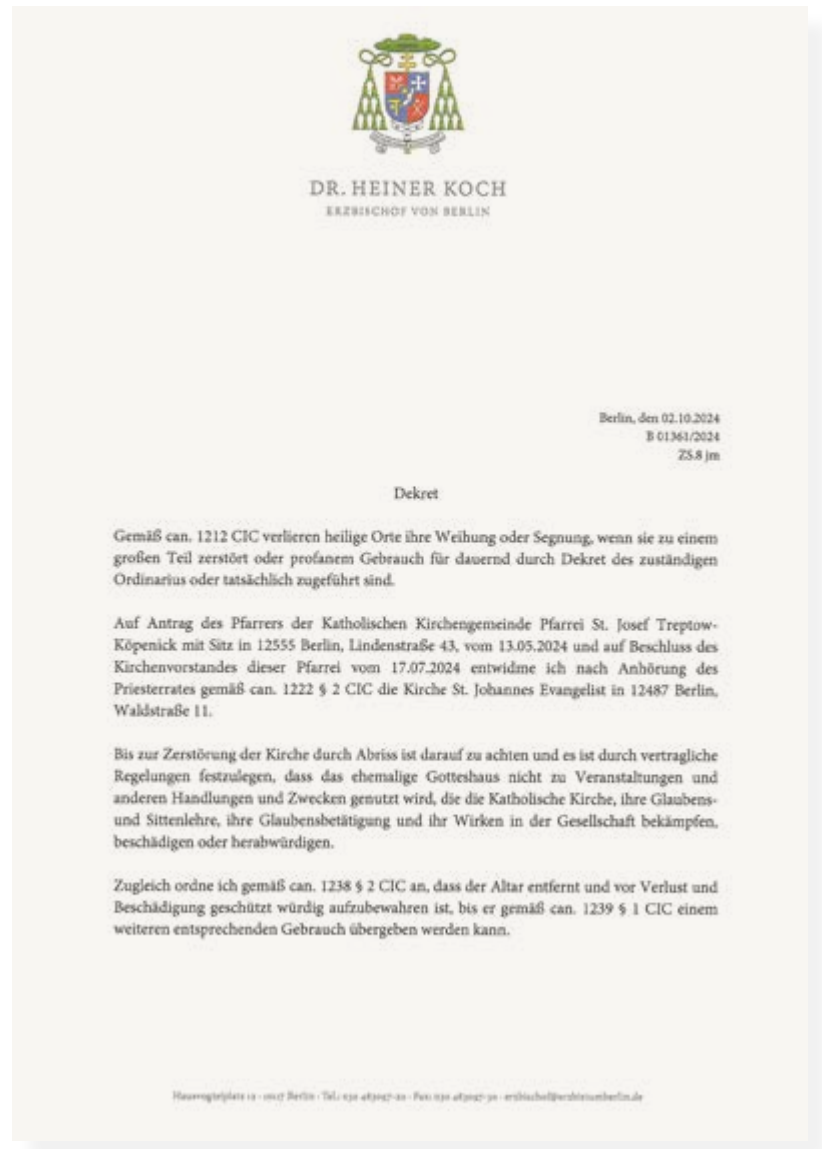 DR. HEINER KOCH
ERZBISCHOF VON BERLIN
Berlin, den 02.10.2024
B 01361/2024
ZS.8 jm
Dekret
Gemäß can. 1212 CIC verlieren heilige Orte ihre Weihung oder Segnung, wenn sie zu einem
großen Teil zerstört oder profanem Gebrauch für dauernd durch Dekret des zuständigen
Ordinarius oder tatsächlich zugeführt sind.
Auf Antrag des Pfarrers der Katholischen Kirchengemeinde Pfarrei St. Josef Treptow-
Köpenick mit Sitz in 12555 Berlin, Lindenstraße 43, vom 13.05.2024 und auf Beschluss des
Kirchenvorstandes dieser Pfarrei vom 17.07.2024 entwidme ich nach Anhörung des
Priesterrates gemäß can. 1222 § 2 CIC die Kirche St. Johannes Evangelist in 12487 Berlin,
Waldstraße 11.
Bis zur Zerstörung der Kirche durch Abriss ist darauf zu achten und es ist durch vertragliche
Regelungen festzulegen, dass das ehemalige Gotteshaus nicht zu Veranstaltungen und
anderen Handlungen und Zwecken genutzt wird, die die Katholische Kirche, ihre Glaubens-
und Sittenlehre, ihre Glaubensbetätigung und ihr Wirken in der Gesellschaft bekämpfen,
beschädigen oder herabwürdigen.
Zugleich ordne ich gemäß can. 1238 § 2 CIC an, dass der Altar entfernt und vor Verlust und
Beschädigung geschützt würdig aufzubewahren ist, bis er gemäß can. 1239 § 1 CIC einem
weiteren entsprechenden Gebrauch übergeben werden kann.
Berlin · Tel.: · Fax: